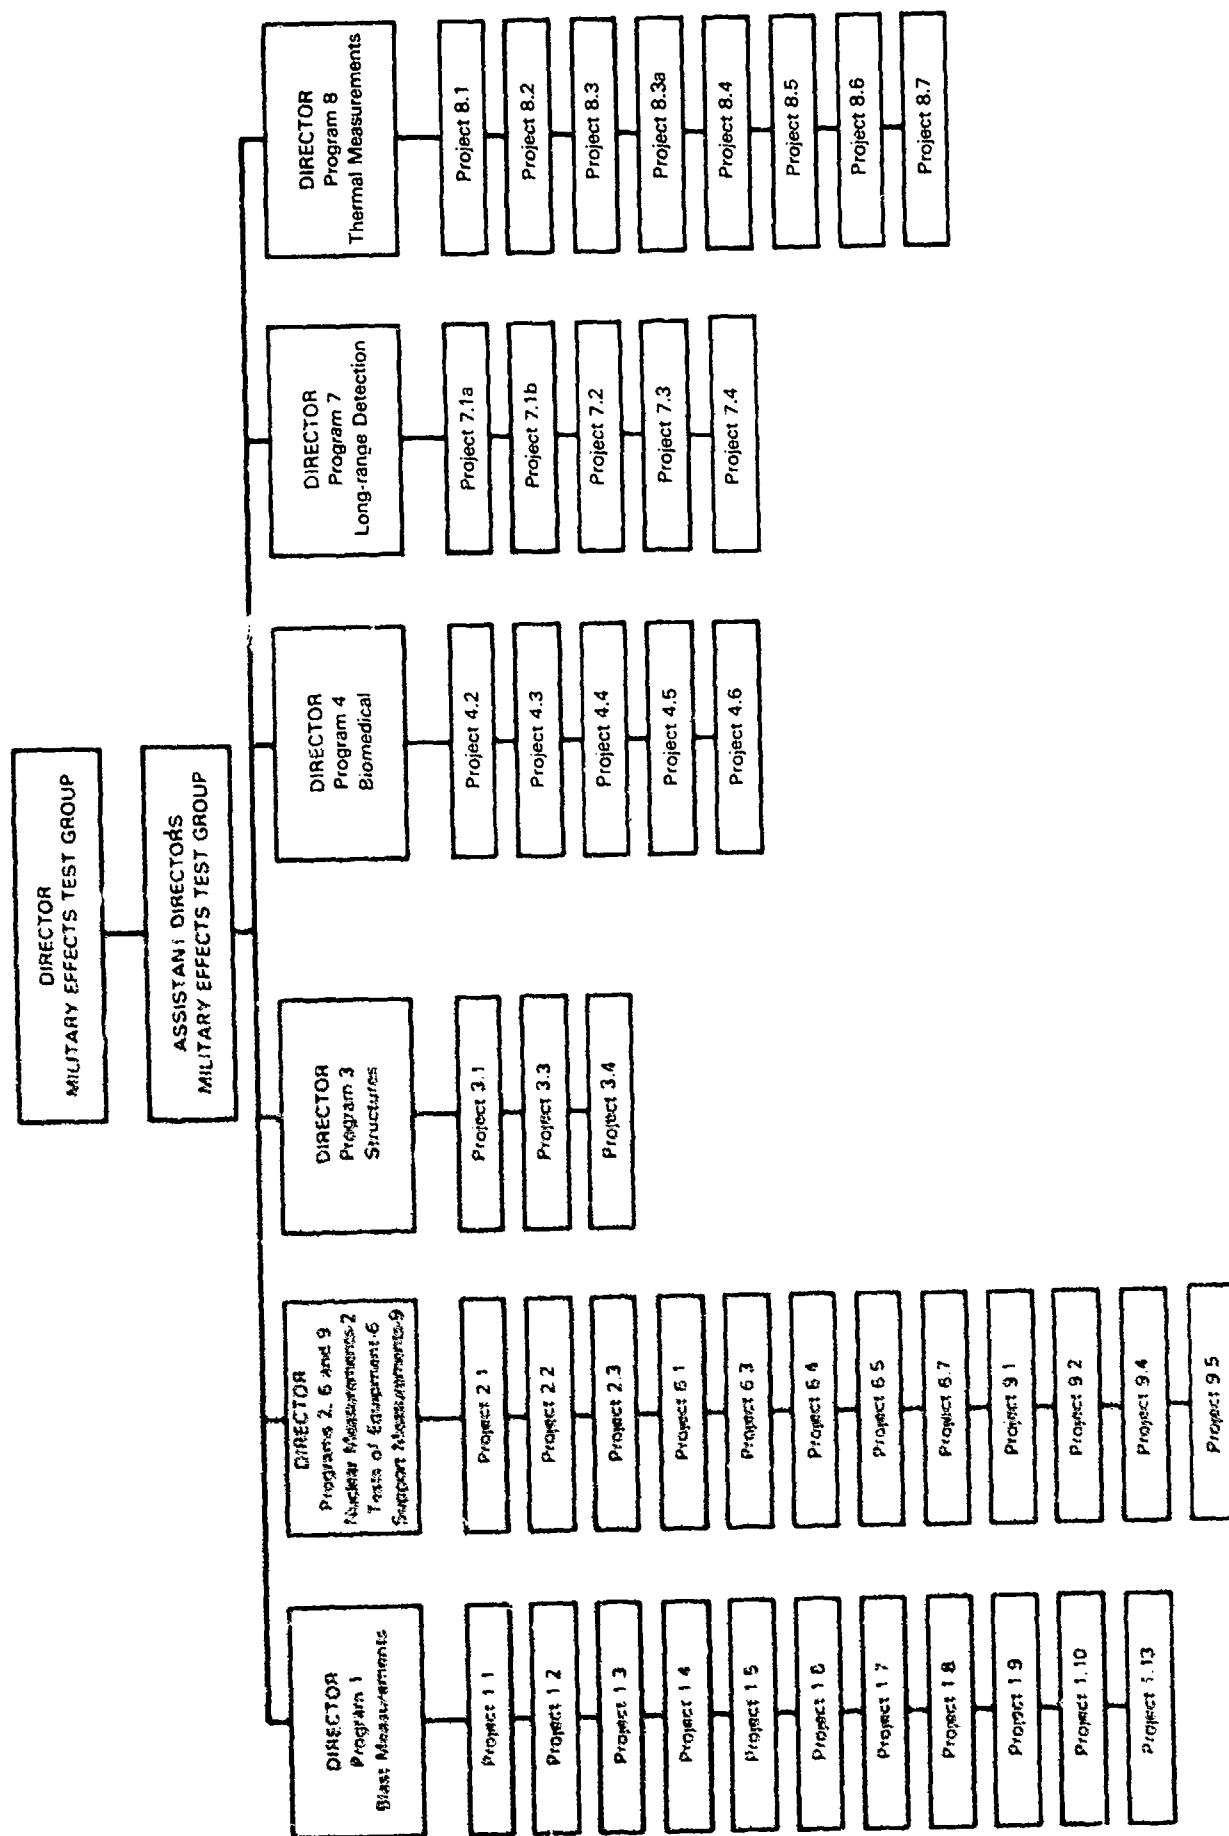 DIRECTOR
MILITARY EFFECTS TEST GROUP
ASSISTANT DIRECTORS
MILITARY EFFECTS TEST GROUP
DIRECTOR
Program 1
Blast Measurements
Project 1 1
Project 1 2
Project 1 3
Project 1 4
Project 1 5
Project 1 6
Project 1 7
Project 1 8
Project 1 9
Project 1.10
Project 1.13
DIRECTOR
Programs 2, 6 and 9
Nuclear Measurements-2
Tests of Equipment-6
Support Measurements-9
Project 2 1
Project 2.2
Project 2.3
Project 6 1
Project 6 3
Project 6 4
Project 6 5
Project 6.7
Project 9 1
Project 9 2
Project 9.4
Project 9 5
DIRECTOR
Program 3
Structures
Project 3.1
Project 3.3
Project 3.4
DIRECTOR
Program 4
Biomedical
Project 4.2
Project 4.3
Project 4.4
Project 4.5
Project 4.6
DIRECTOR
Program 7
Long-range Detection
Project 7.1a
Project 7.1b
Project 7.2
Project 7.3
Project 7.4
DIRECTOR
Program 8
Thermal Measurements
Project 8.1
Project 8.2
Project 8.3
Project 8.3a
Project 8.4
Project 8.5
Project 8.6
Project 8.7